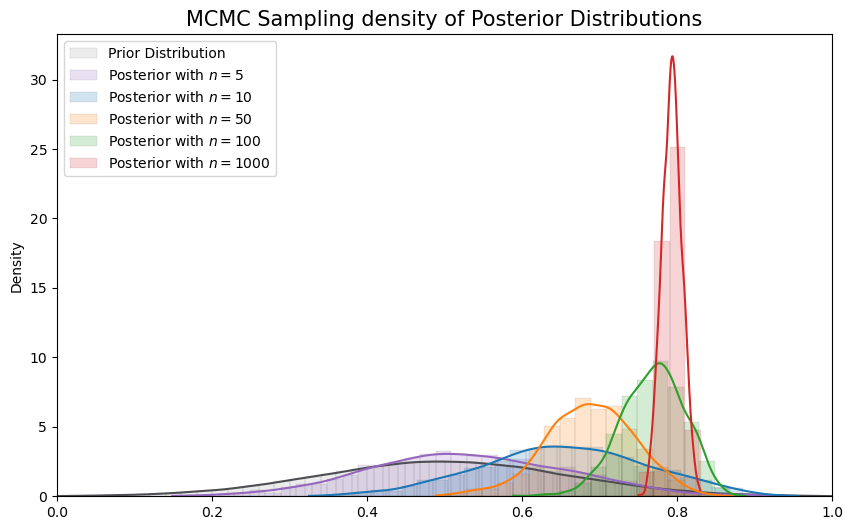 MCMC Sampling density of Posterior Distributions
Prior Distribution
Posterior with n = 5
Posterior with n = 10
Posterior with n = 50
Posterior with n = 100
Posterior with n = 1000
Density
30
25
20
15
10
5
0
0.0 0.2 0.4 0.6 0.8 1.0